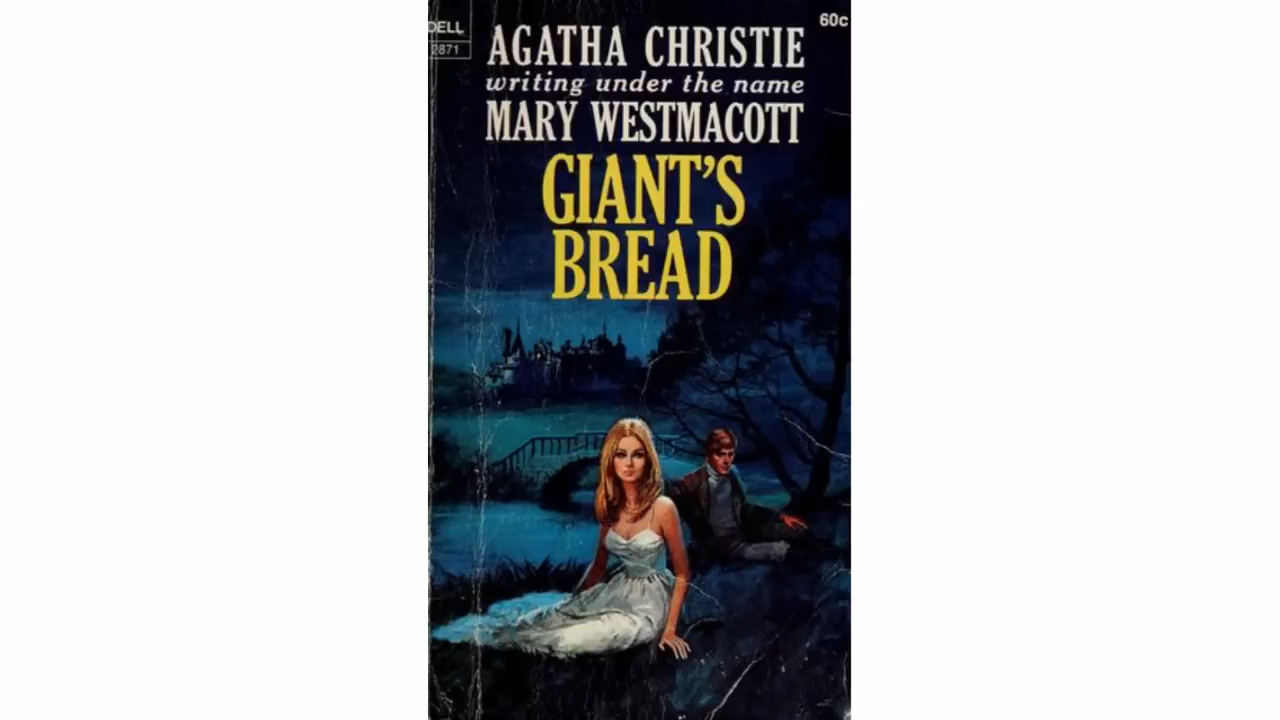 DELL
2871
60c
AGATHA CHRISTIE
writing under the name
MARY WESTMACOTT
GIANT'S
BREAD